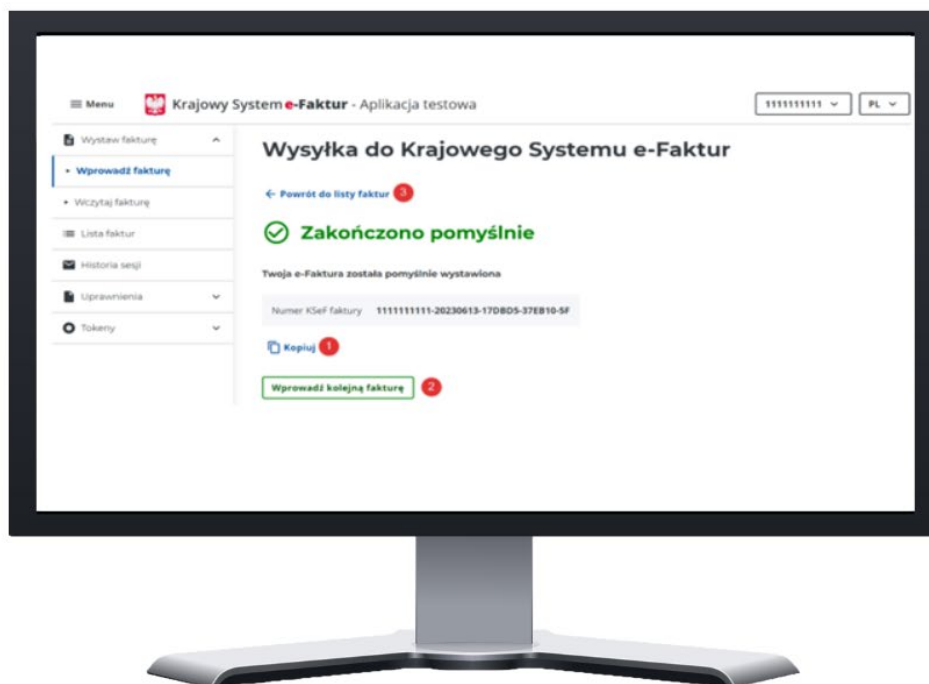 Menu
Krajowy System e-Faktur - Aplikacja testowa
1111111111
PL
Wystaw fakturę
Wprowadź fakturę
Wczytaj fakturę
Lista faktur
Historia sesji
Uprawnienia
Tokeny
Wysyłka do Krajowego Systemu e-Faktur
← Powrót do listy faktur 3
Zakończono pomyślnie
Twoja e-Faktura została pomyślnie wystawiona
Numer KSeF faktury 1111111111-20230613-17DBD5-37EB10-5F
Kopiuj 1
Wprowadź kolejną fakturę 2